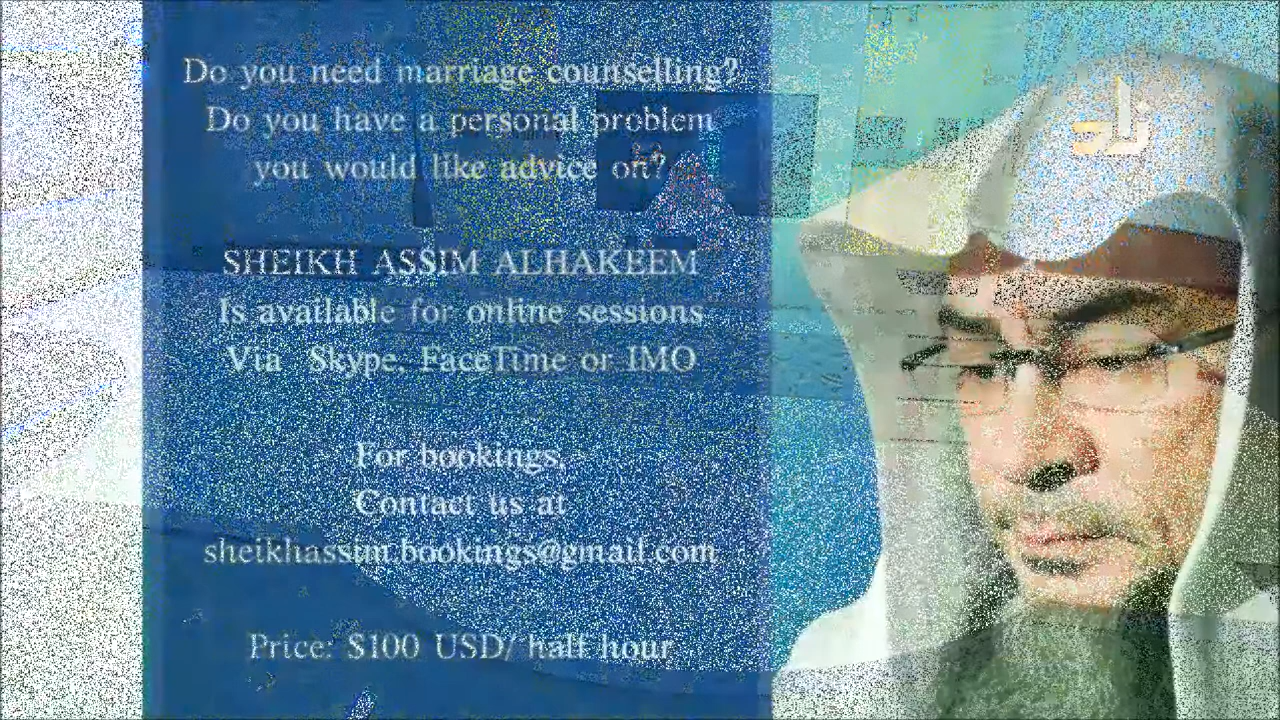 Do you need marriage counselling?
Do you have a personal problem
you would like advice on?
SHEIKH ASSIM ALHAKEEM
Is available for online sessions
Via Skype, FaceTime or IMO
For bookings,
Contact us at
sheikhassim.bookings@gmail.com
Price: $100 USD/ half hour